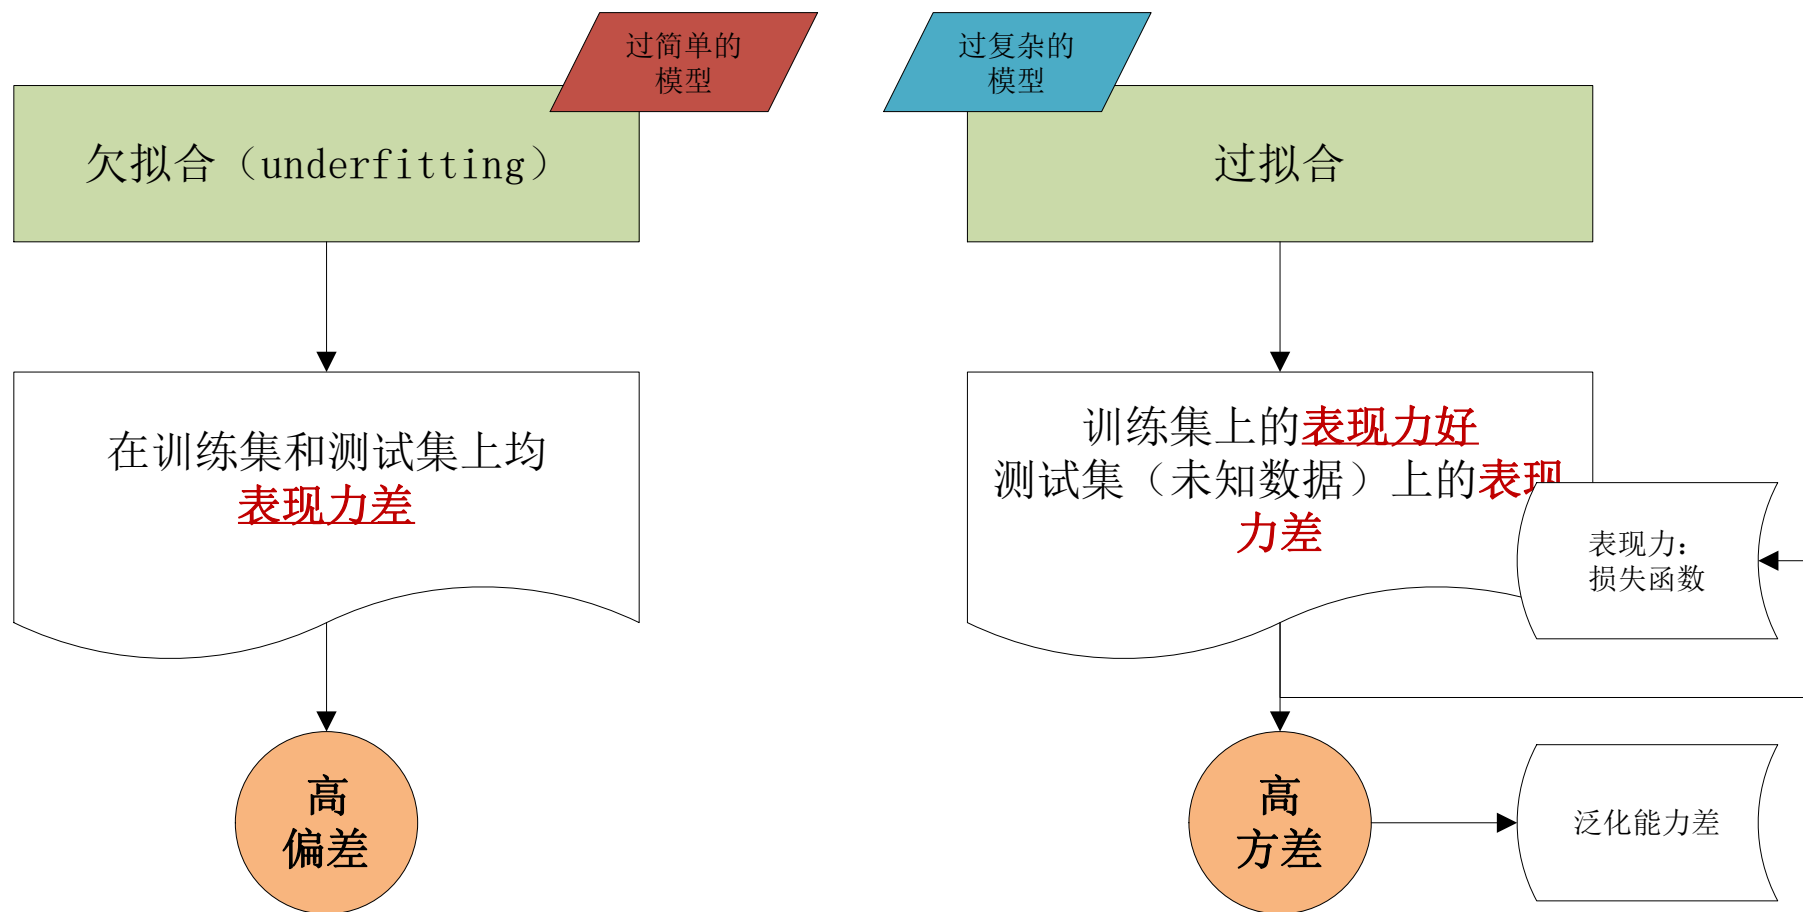 过简单的
模型
欠拟合（underfitting）
在训练集和测试集上均
表现力差
高
偏差
过复杂的
模型
过拟合
训练集上的表现力好
测试集（未知数据）上的表现
力差
表现力：
损失函数
高
方差
泛化能力差